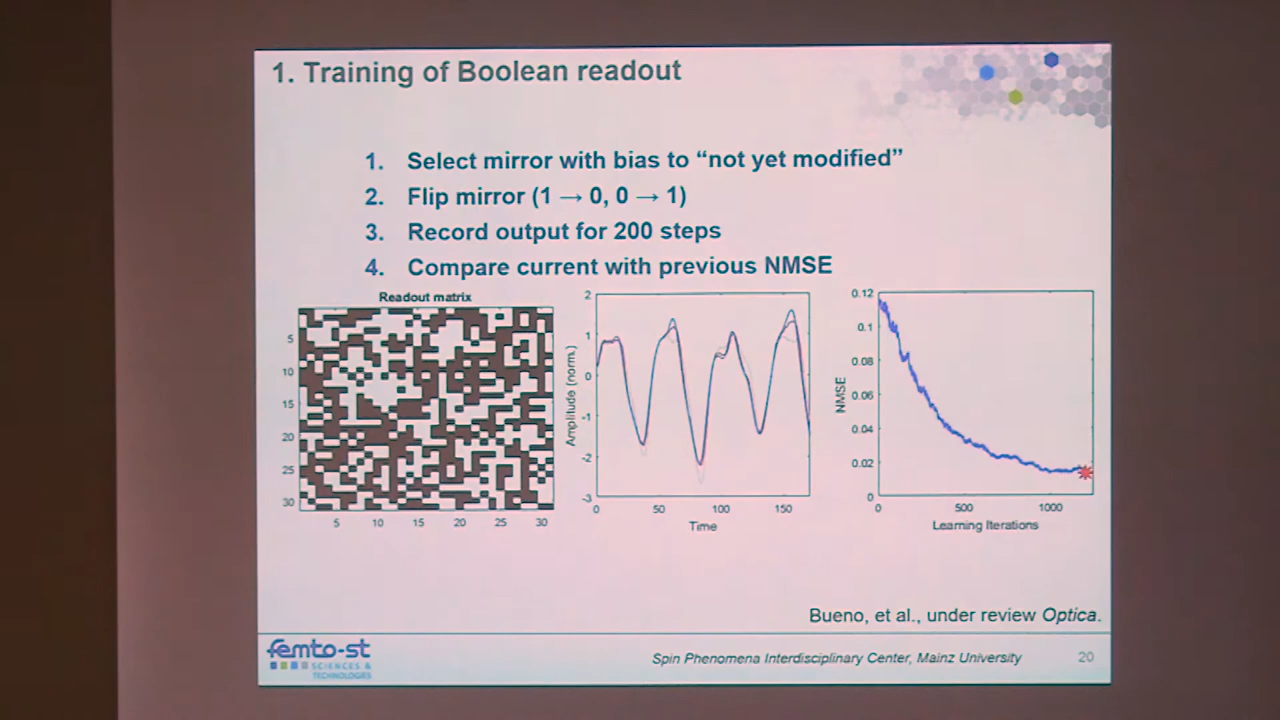 1. Training of Boolean readout
1. Select mirror with bias to “not yet modified”
2. Flip mirror (1 → 0, 0 → 1)
3. Record output for 200 steps
4. Compare current with previous NMSE
Readout matrix
5
10
15
20
25
30
5 10 15 20 25 30
Amplitude (norm.)
2
1
0
-1
-2
-3
0 50 100 150
Time
NMSE
0.12
0.1
0.08
0.06
0.04
0.02
0
0 500 1000
Learning Iterations
Bueno, et al., under review Optica.
femto-st
SCIENCES &
TECHNOLOGIES
Spin Phenomena Interdisciplinary Center, Mainz University 20